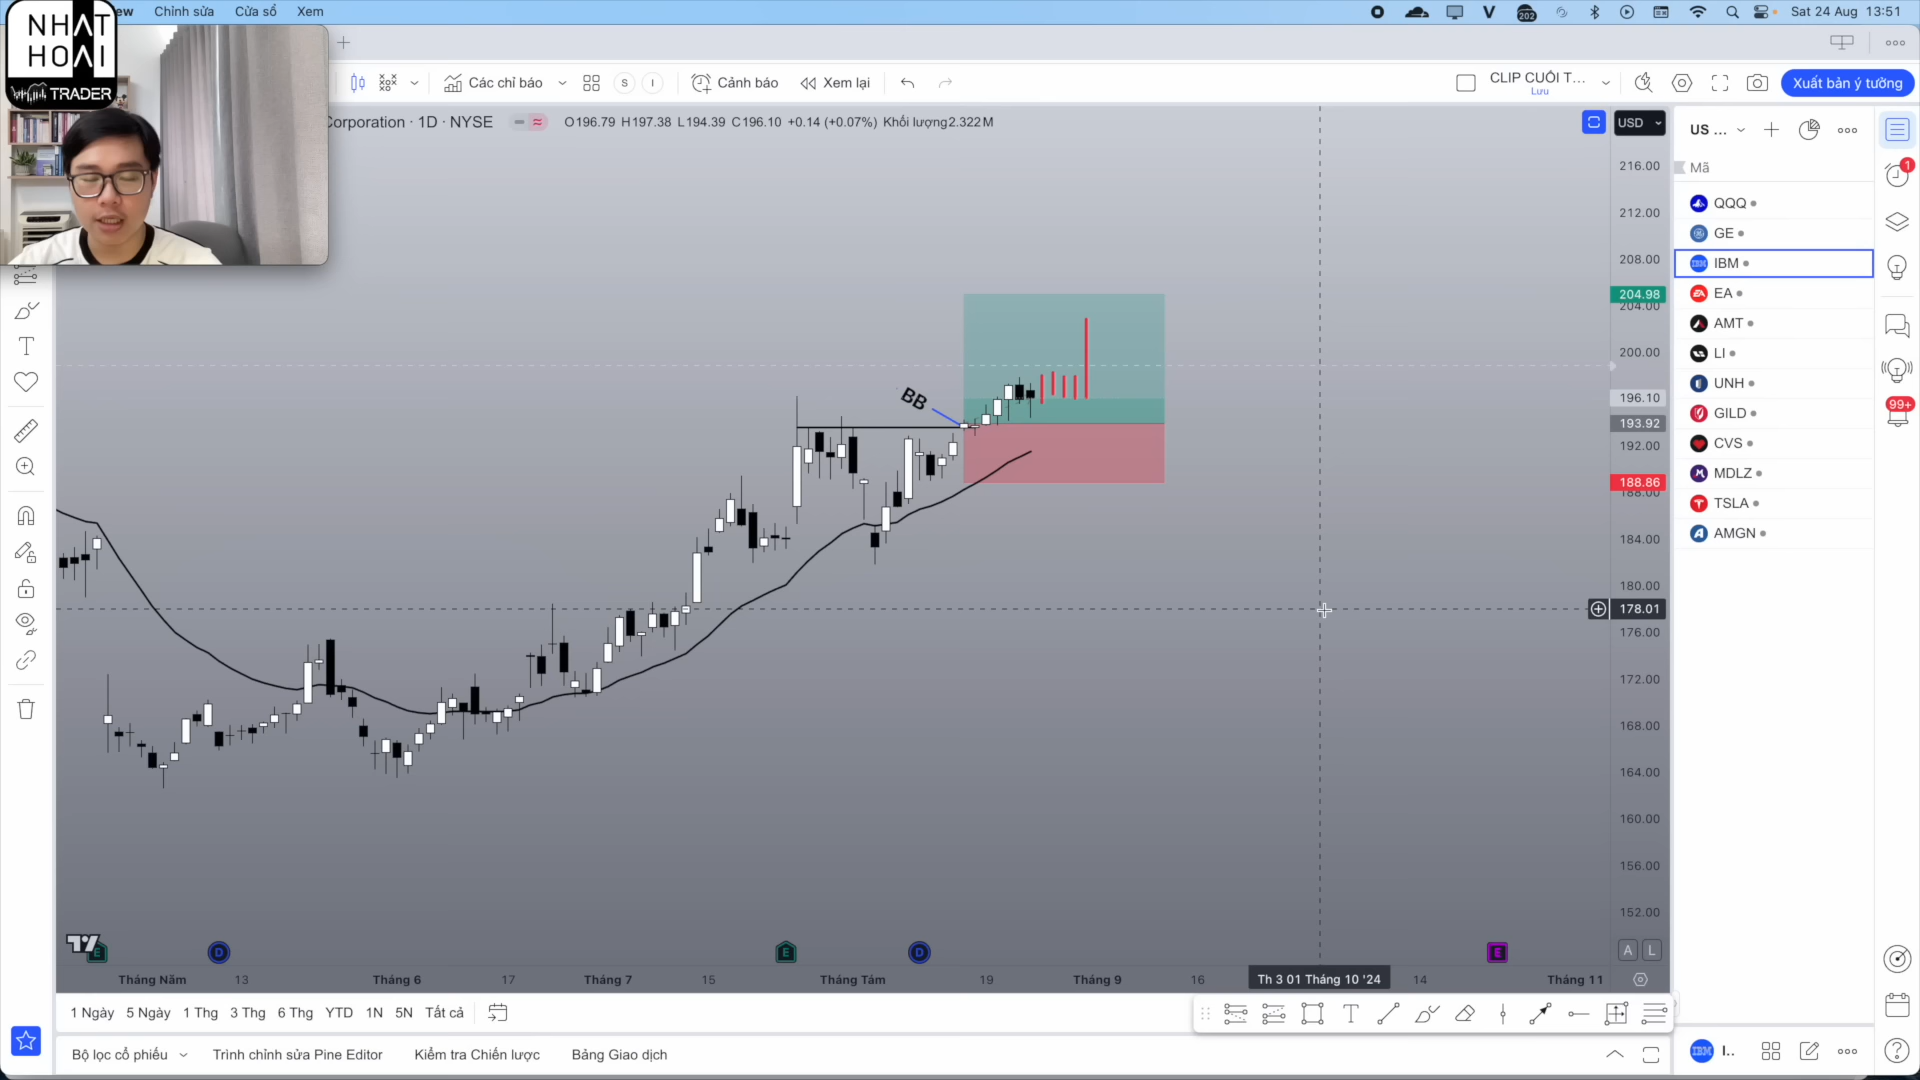 NHAT
HOAI
TRADER
ew Chỉnh sửa Cửa sổ Xem
202
Sat 24 Aug 13:51
Các chỉ báo
S
I
Cảnh báo
Xem lại
CLIP CUỐI T...
Lưu
Xuất bản ý tưởng
Corporation · 1D · NYSE
O196.79 H197.38 L194.39 C196.10 +0.14 (+0.07%) Khối lượng2.322 M
USD
216.00
212.00
208.00
204.98
204.00
200.00
196.10
193.92
192.00
188.86
188.00
184.00
180.00
178.01
176.00
172.00
168.00
164.00
160.00
156.00
152.00
BB
US ...
Mã
QQQ
GE
IBM
EA
AMT
LI
UNH
GILD
CVS
MDLZ
TSLA
AMGN
1
99+
E
D
E
D
E
A
L
Tháng Năm
13
Tháng 6
17
Tháng 7
15
Tháng Tám
19
Tháng 9
16
Th 3 01 Tháng 10 '24
14
Tháng 11
1 Ngày
5 Ngày
1 Thg
3 Thg
6 Thg
YTD
1N
5N
Tất cả
Bộ lọc cổ phiếu
Trình chỉnh sửa Pine Editor
Kiểm tra Chiến lược
Bảng Giao dịch
IBM
I..